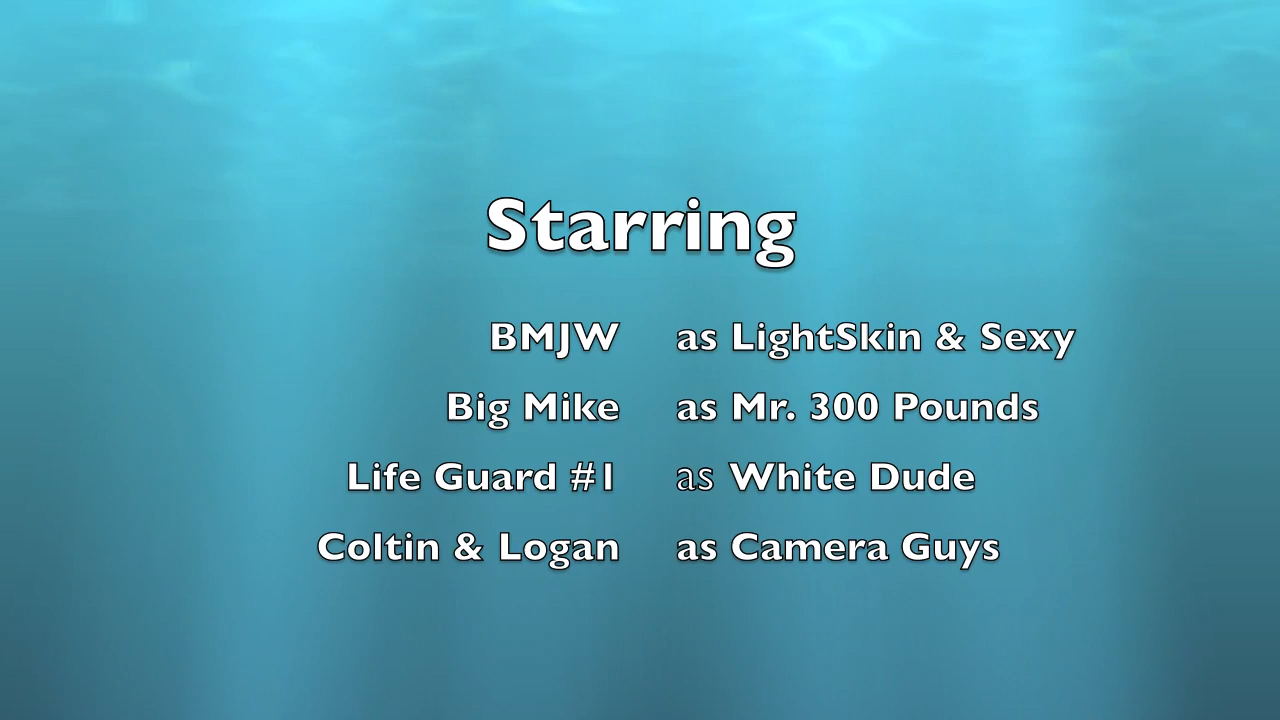 Starring
BMJW as LightSkin & Sexy
Big Mike as Mr. 300 Pounds
Life Guard #1 as White Dude
Coltin & Logan as Camera Guys